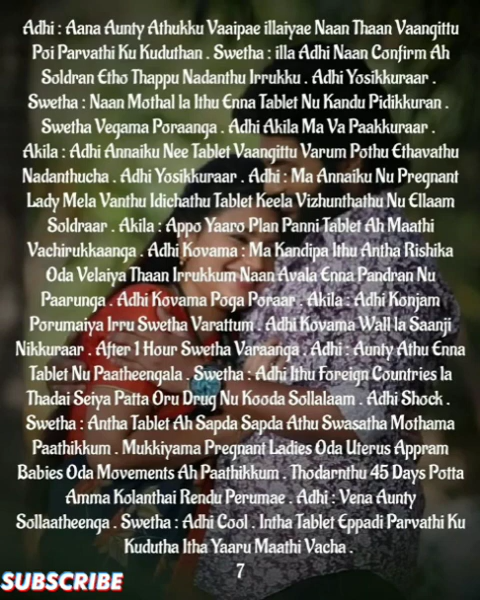 Adhi : Aana Aunty Athukku Vaaipae illaiyae Naan Thaan Vaangittu
Poi Parvathi Ku Kuduthan . Swetha : illa Adhi Naan Confirm Ah
Soldran Etho Thappu Nadanthu Irrukku . Adhi Yosikkuraar .
Swetha : Naan Mothal la Ithu Enna Tablet Nu Kandu Pidikkuran .
Swetha Vegama Poraanga . Adhi Akila Ma Va Paakkuraar .
Akila : Adhi Annaiku Nee Tablet Vaangittu Varum Pothu Ethavathu
Nadanthucha . Adhi Yosikkuraar . Adhi : Ma Annaiku Nu Pregnant
Lady Mela Vanthu Idichathu Tablet Keela Vizhunthathu Nu Ellaam
Soldraar . Akila : Appo Yaaro Plan Panni Tablet Ah Maathi
Vachirukkaanga . Adhi Kovama : Ma Kandipa Ithu Antha Rishika
Oda Velaiya Thaan Irrukkum Naan Avala Enna Pandran Nu
Paarunga . Adhi Kovama Poga Poraar . Akila : Adhi Konjam
Porumaiya Irru Swetha Varattum . Adhi Kovama Wall la Saanji
Nikkuraar . After 1 Hour Swetha Varaanga . Adhi : Aunty Athu Enna
Tablet Nu Paatheengala . Swetha : Adhi Ithu Foreign Countries la
Thadai Seiya Patta Oru Drug Nu Kooda Sollalaam . Adhi Shock .
Swetha : Antha Tablet Ah Sapda Sapda Athu Swasatha Mothama
Paathikkum . Mukkiyama Pregnant Ladies Oda Uterus Appram
Babies Oda Movements Ah Paathikkum . Thodarnthu 45 Days Potta
Amma Kolanthai Rendu Perumae . Adhi : Vena Aunty
Sollaatheenga . Swetha : Adhi Cool . Intha Tablet Eppadi Parvathi Ku
Kudutha Itha Yaaru Maathi Vacha .
SUBSCRIBE
7